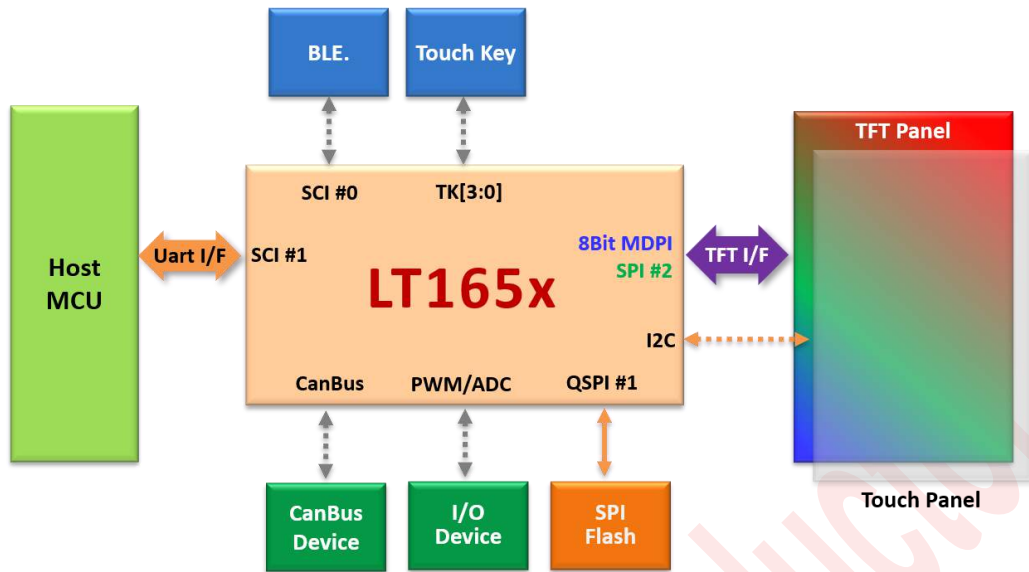 BLE.
Touch Key
TFT Panel
SCI #0
TK[3:0]
Host
MCU
Uart I/F
SCI #1
8Bit MDPI
SPI #2
TFT I/F
LT165x
I2C
CanBus
PWM/ADC
QSPI #1
CanBus
Device
I/O
Device
SPI
Flash
Touch Panel